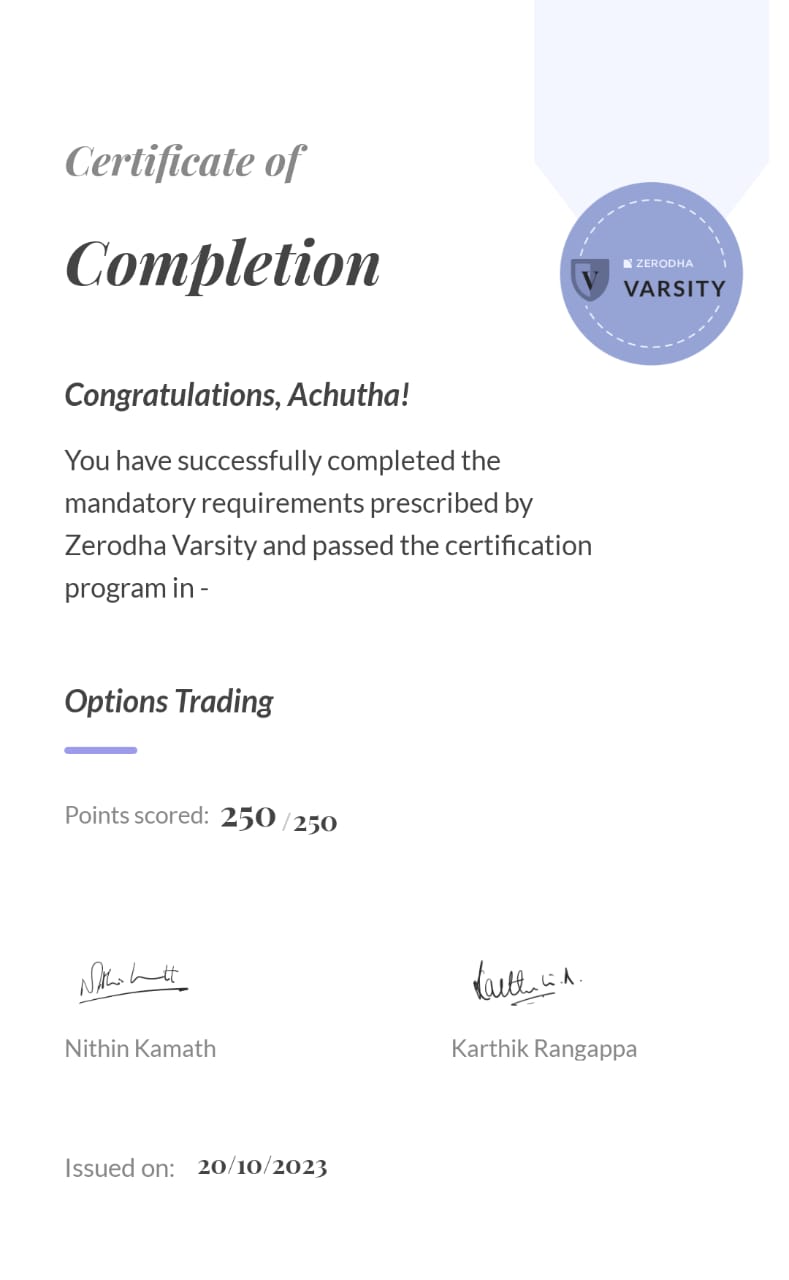 Certificate of
Completion
ZERODHA
V VARSITY
Congratulations, Achutha!
You have successfully completed the
mandatory requirements prescribed by
Zerodha Varsity and passed the certification
program in -
Options Trading
Points scored: 250 / 250
Nithin Kamath Karthik Rangappa
Issued on: 20/10/2023